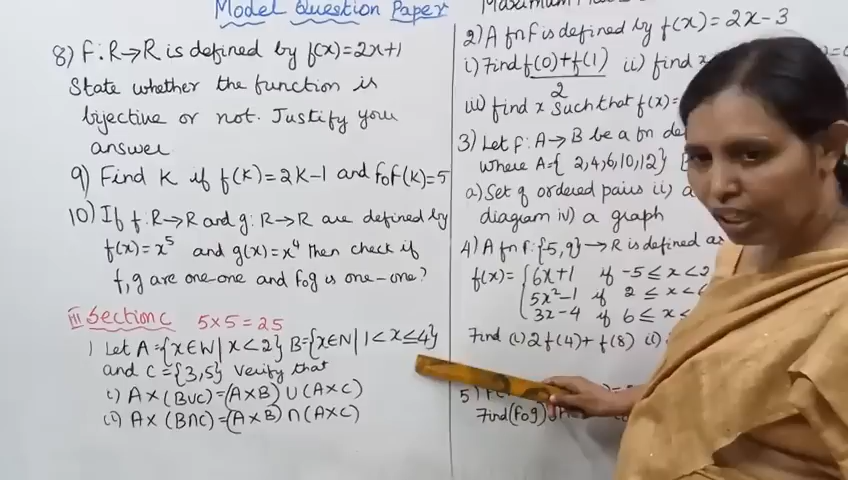 Model Question Paper
8) f: R→R is defined by f(x)=2x+1
State whether the function is
bijective or not. Justify your
answer
9) Find K if f(K)=2K-1 and fof(K)=5
10) If f:R→R and g:R→R are defined by
f(x)=x⁵ and g(x)=x⁴ then check if
f,g are one-one and fog is one-one?
III Section C 5x5=25
1) Let A={x∈W|x<2} B={x∈N|1<x≤4}
and C={3,5} verify that
(i) A×(B∪C)=(A×B)∪(A×C)
(ii) A×(B∩C)=(A×B)∩(A×C)
Maximum
2) A fn f is defined by f(x)=2x-3
i) Find f(0)+f(1)/2 ii) find x
iii) find x such that f(x)=
3) Let f: A→B be a fn
where A={2,4,6,10,12}
a) Set of ordered pairs ii) a
diagram iv) a graph
4) A fn f:[-5,9]→R is defined as
f(x)={6x+1 if -5≤x<2
5x²-1 if 2≤x<6
3x-4 if 6≤x<
Find (i) 2f(4)+f(8) ii)
5)
Find (fog)